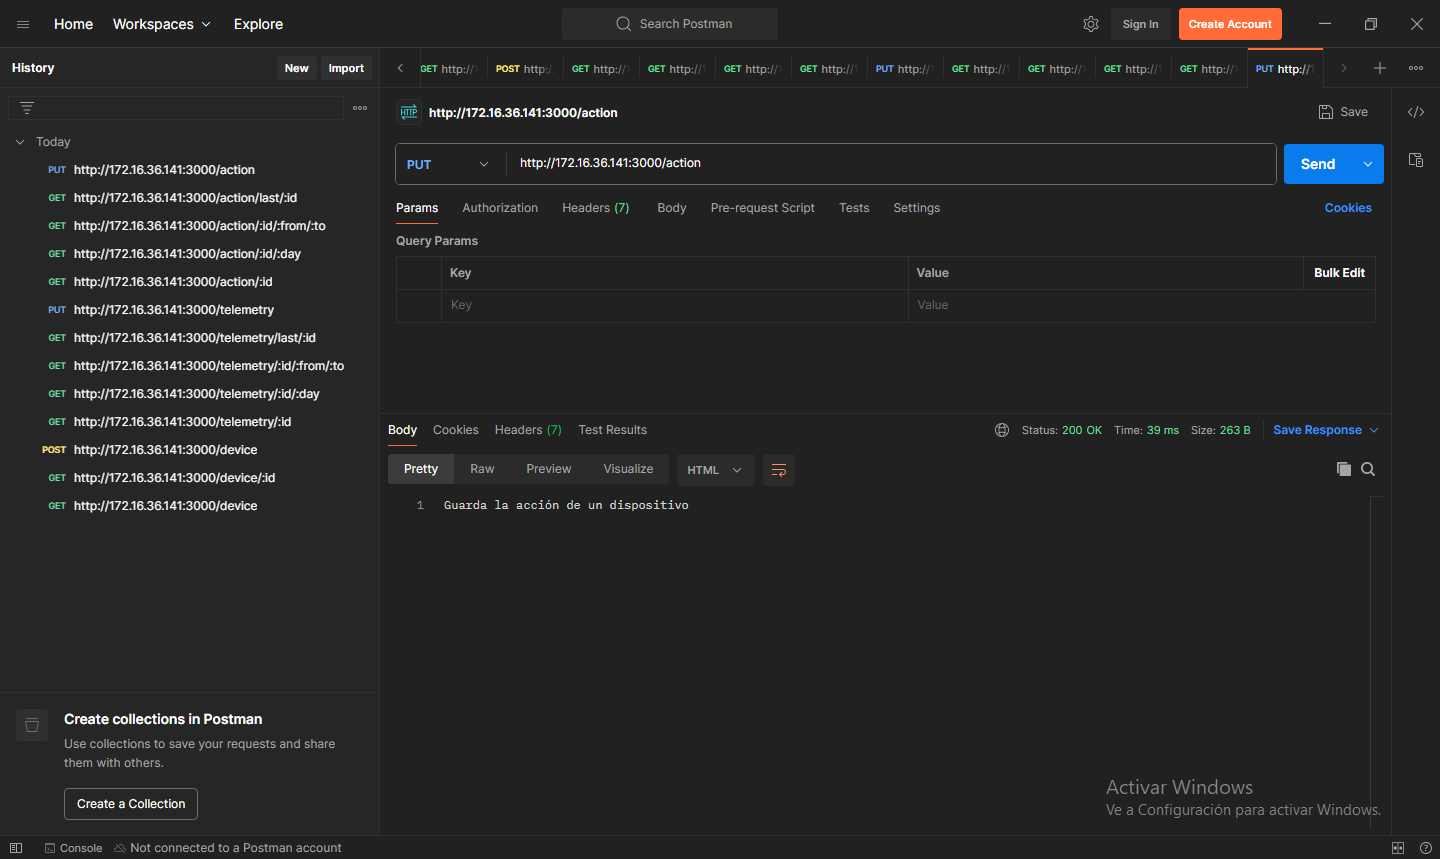 Home Workspaces Explore Search Postman Sign In Create Account
History New Import
GET http:// POST http:/ GET http:// GET http:// GET http:// GET http:// PUT http:// GET http:// GET http:// GET http:// GET http:// PUT http://
HTTP http://172.16.36.141:3000/action Save
Today
PUT http://172.16.36.141:3000/action
GET http://172.16.36.141:3000/action/last/:id
GET http://172.16.36.141:3000/action/:id/:from/:to
GET http://172.16.36.141:3000/action/:id/:day
GET http://172.16.36.141:3000/action/:id
PUT http://172.16.36.141:3000/telemetry
GET http://172.16.36.141:3000/telemetry/last/:id
GET http://172.16.36.141:3000/telemetry/:id/:from/:to
GET http://172.16.36.141:3000/telemetry/:id/:day
GET http://172.16.36.141:3000/telemetry/:id
POST http://172.16.36.141:3000/device
GET http://172.16.36.141:3000/device/:id
GET http://172.16.36.141:3000/device
PUT http://172.16.36.141:3000/action Send
Params Authorization Headers (7) Body Pre-request Script Tests Settings Cookies
Query Params
Key Value Bulk Edit
Key Value
Body Cookies Headers (7) Test Results Status: 200 OK Time: 39 ms Size: 263 B Save Response
Pretty Raw Preview Visualize HTML
1 Guarda la acción de un dispositivo
Create collections in Postman
Use collections to save your requests and share
them with others.
Create a Collection
Activar Windows
Ve a Configuración para activar Windows.
Console Not connected to a Postman account